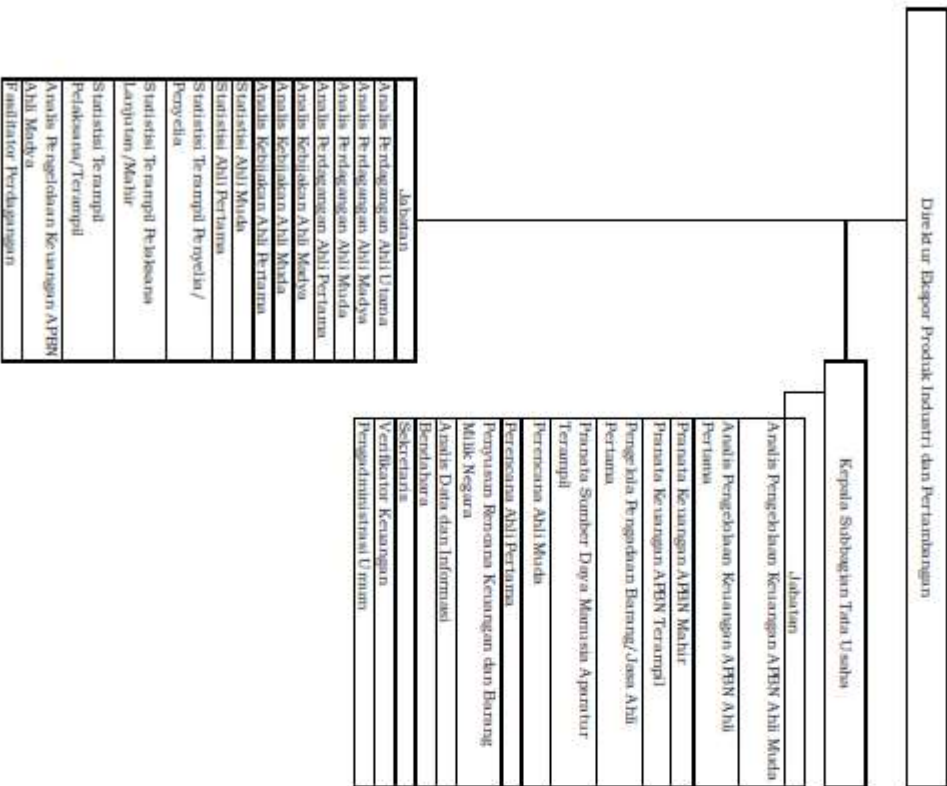 Direktur Ekspor Produk Industri dan Pertambangan
Kepala Subbagian Tata Usaha
Jabatan
Analis Pengelolaan Keuangan APBN Ahli Muda
Analis Pengelolaan Keuangan APBN Ahli
Pertama
Pranata Keuangan APBN Mahir
Pranata Keuangan APBN Terampil
Pengelola Pengadaan Barang/Jasa Ahli
Pertama
Pranata Sumber Daya Manusia Aparatur
Terampil
Perencana Ahli Muda
Perencana Ahli Pertama
Penyusun Rencana Keuangan dan Barang
Milik Negara
Analis Data dan Informasi
Bendahara
Sekretaris
Verifikator Keuangan
Pengadministrasi Umum
Jabatan
Analis Perdagangan Ahli Utama
Analis Perdagangan Ahli Madya
Analis Perdagangan Ahli Muda
Analis Perdagangan Ahli Pertama
Analis Kebijakan Ahli Madya
Analis Kebijakan Ahli Muda
Analis Kebijakan Ahli Pertama
Statistisi Ahli Muda
Statistisi Ahli Pertama
Statistisi Terampil Penyelia/
Penyelia
Statistisi Terampil Pelaksana
Lanjutan/Mahir
Statistisi Terampil
Pelaksana/Terampil
Analis Pengelolaan Keuangan APBN
Ahli Madya
Fasilitator Perdagangan